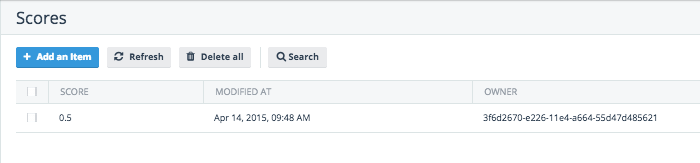 Scores
+ Add an Item Refresh Delete all Search
SCORE MODIFIED AT OWNER
0.5 Apr 14, 2015, 09:48 AM 3f6d2670-e226-11e4-a664-55d47d485621